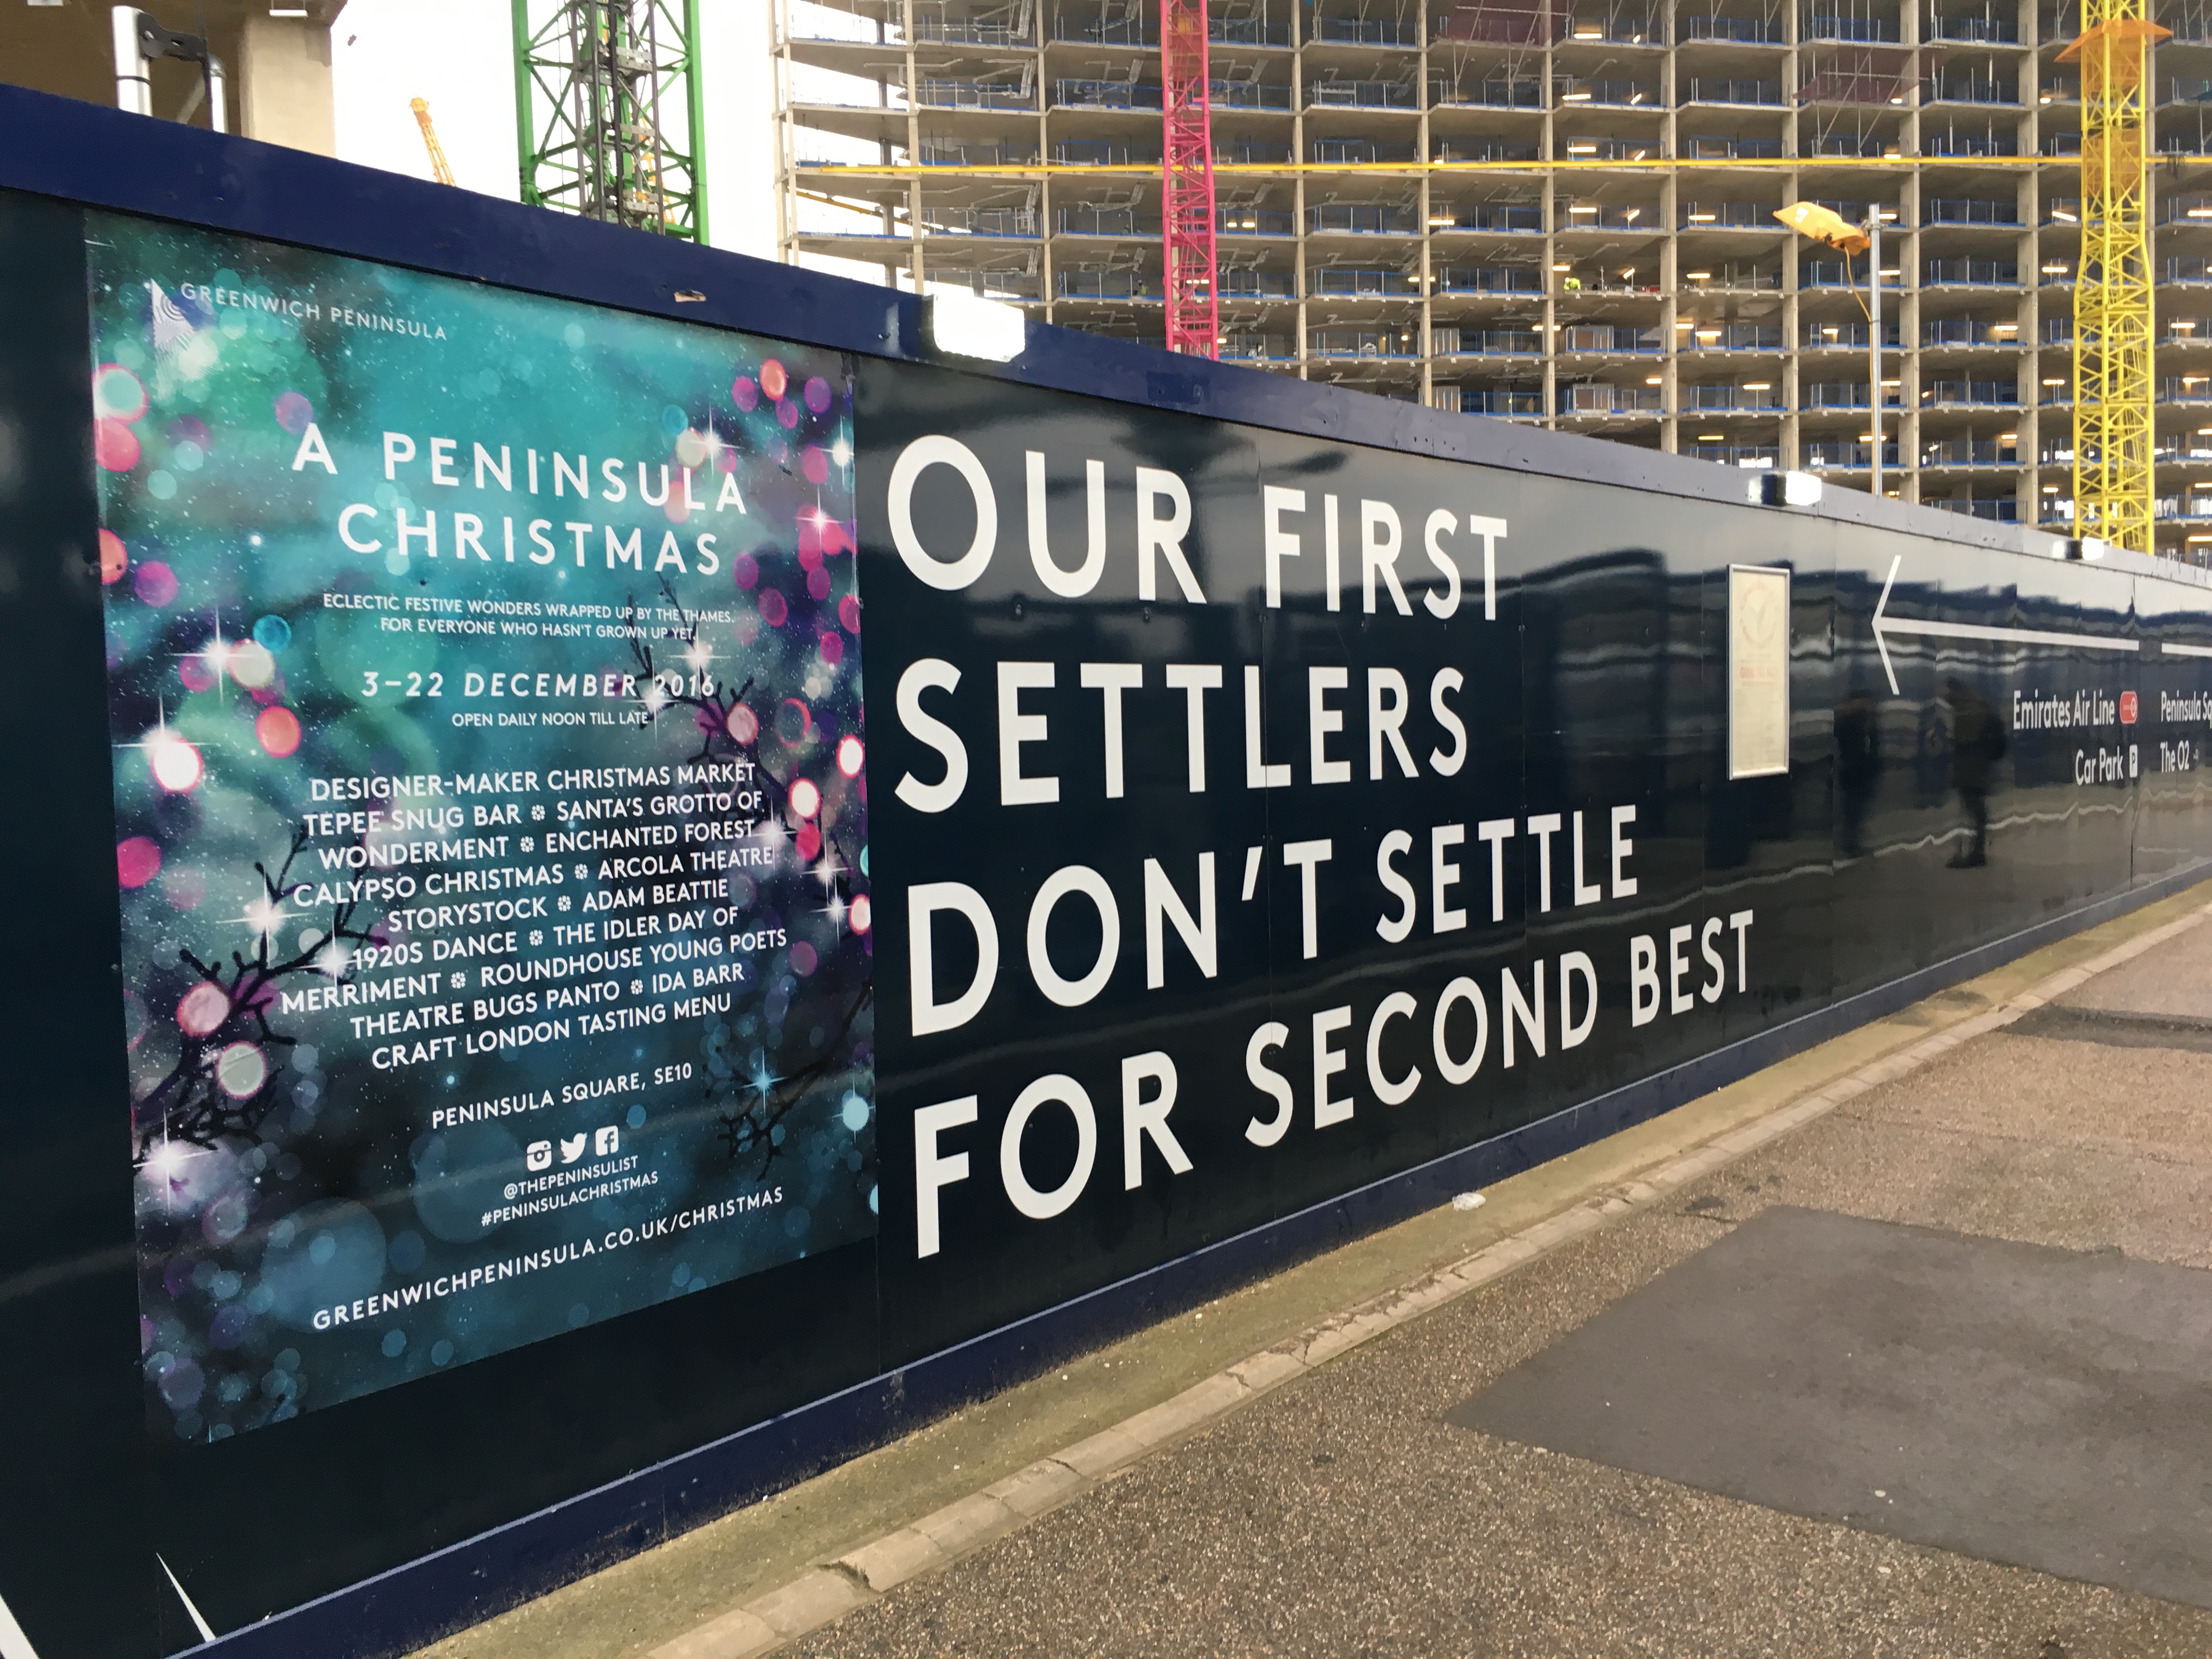 GREENWICH PENINSULA
A PENINSULA
CHRISTMAS
ECLECTIC FESTIVE WONDERS WRAPPED UP BY THE THAMES.
FOR EVERYONE WHO HASN'T GROWN UP YET.
3–22 DECEMBER 2016
OPEN DAILY NOON TILL LATE
DESIGNER-MAKER CHRISTMAS MARKET
TEPEE SNUG BAR ❄ SANTA'S GROTTO OF
WONDERMENT ❄ ENCHANTED FOREST
CALYPSO CHRISTMAS ❄ ARCOLA THEATRE
STORYSTOCK ❄ ADAM BEATTIE
1920S DANCE ❄ THE IDLER DAY OF
MERRIMENT ❄ ROUNDHOUSE YOUNG POETS
THEATRE BUGS PANTO ❄ IDA BARR
CRAFT LONDON TASTING MENU
PENINSULA SQUARE, SE10
@THEPENINSULIST
#PENINSULACHRISTMAS
GREENWICHPENINSULA.CO.UK/CHRISTMAS
OUR FIRST
SETTLERS
DON'T SETTLE
FOR SECOND BEST
Emirates Air Line
Car Park P
Peninsula Sq
The O2